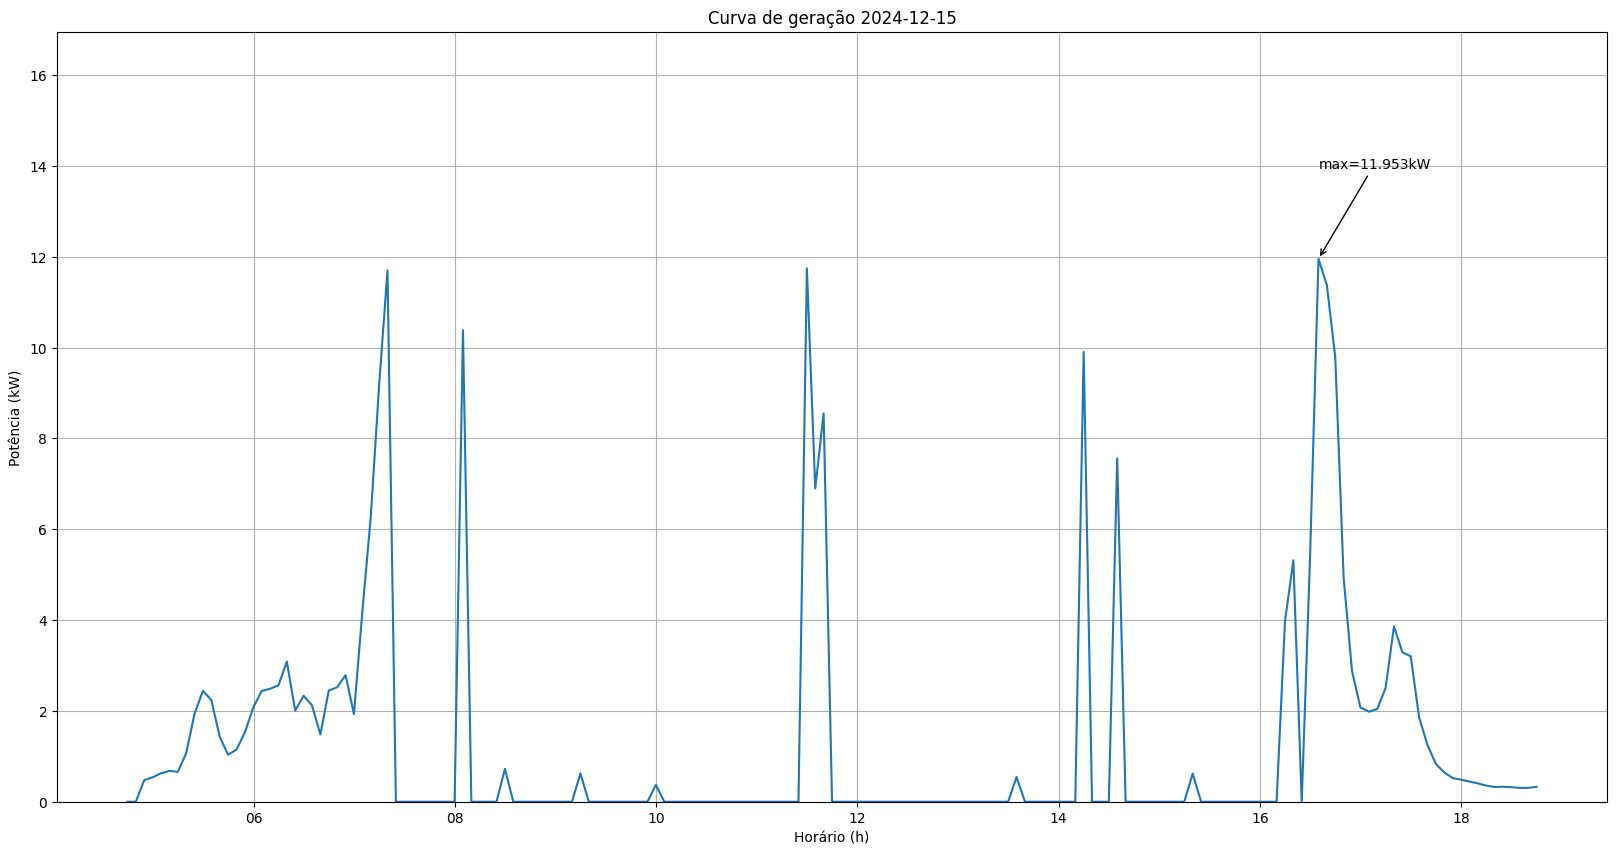 Curva de geração 2024-12-15
16
14
12
10
8
6
4
2
0
max=11.953kW
Potência (kW)
06 08 10 12 14 16 18
Horário (h)